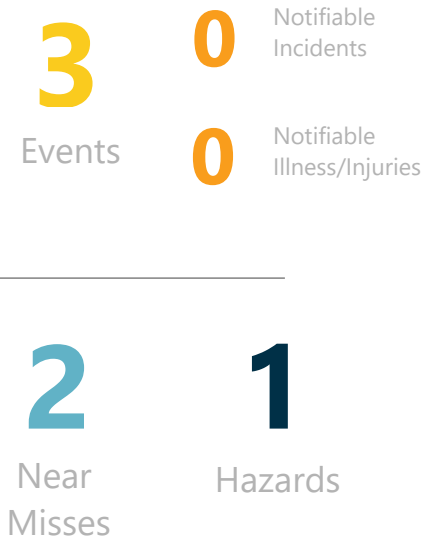 3
Events
0
Notifiable
Incidents
0
Notifiable
Illness/Injuries
2
Near
Misses
1
Hazards